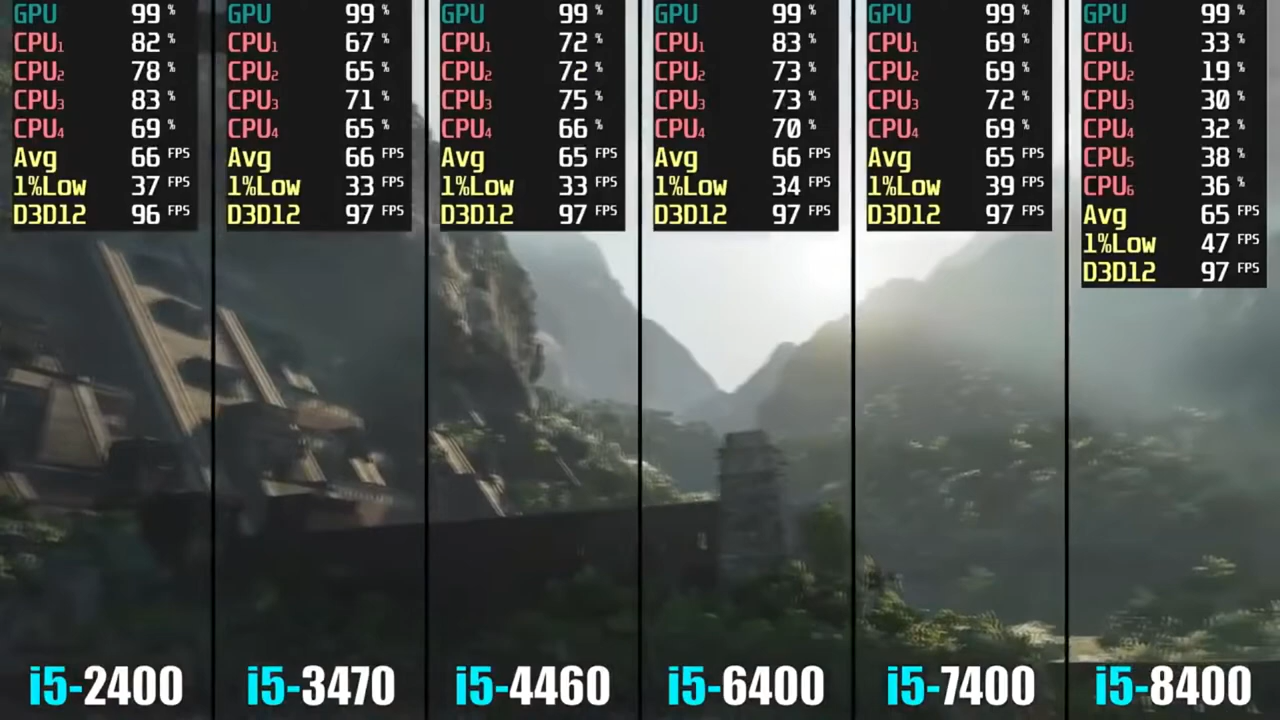 GPU 99 %
CPU1 82 %
CPU2 78 %
CPU3 83 %
CPU4 69 %
Avg 66 FPS
1%Low 37 FPS
D3D12 96 FPS
i5-2400
GPU 99 %
CPU1 67 %
CPU2 65 %
CPU3 71 %
CPU4 65 %
Avg 66 FPS
1%Low 33 FPS
D3D12 97 FPS
i5-3470
GPU 99 %
CPU1 72 %
CPU2 72 %
CPU3 75 %
CPU4 66 %
Avg 65 FPS
1%Low 33 FPS
D3D12 97 FPS
i5-4460
GPU 99 %
CPU1 83 %
CPU2 73 %
CPU3 73 %
CPU4 70 %
Avg 66 FPS
1%Low 34 FPS
D3D12 97 FPS
i5-6400
GPU 99 %
CPU1 69 %
CPU2 69 %
CPU3 72 %
CPU4 69 %
Avg 65 FPS
1%Low 39 FPS
D3D12 97 FPS
i5-7400
GPU 99 %
CPU1 33 %
CPU2 19 %
CPU3 30 %
CPU4 32 %
CPU5 38 %
CPU6 36 %
Avg 65 FPS
1%Low 47 FPS
D3D12 97 FPS
i5-8400